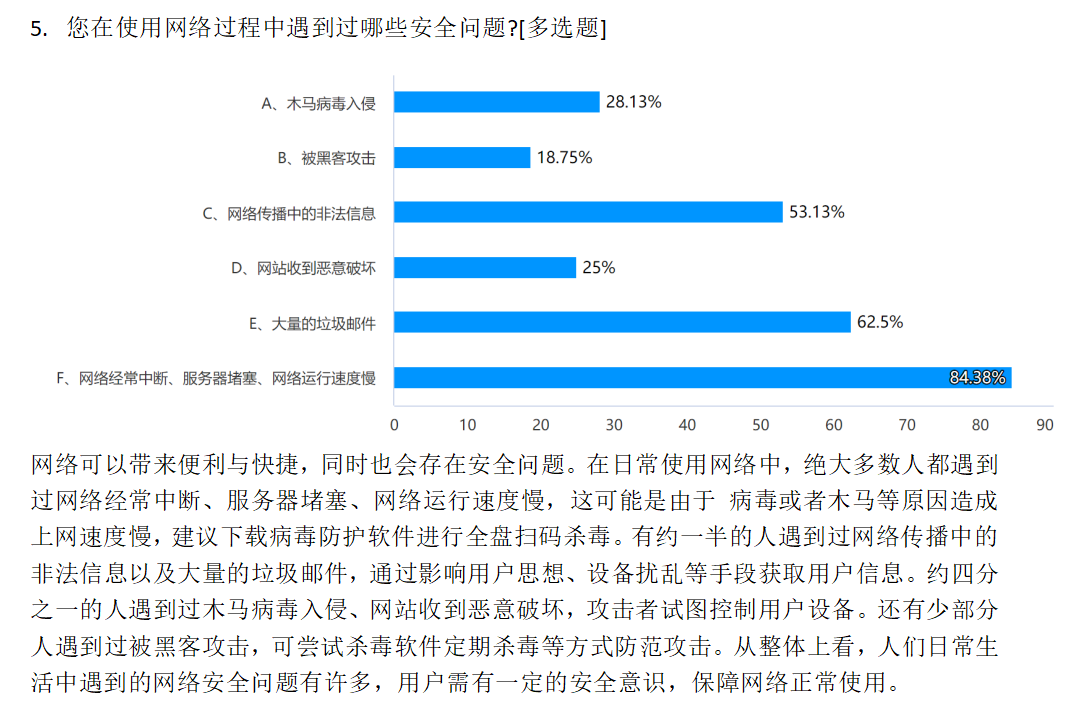 5. 您在使用网络过程中遇到过哪些安全问题?[多选题]
A、木马病毒入侵 28.13%
B、被黑客攻击 18.75%
C、网络传播中的非法信息 53.13%
D、网站收到恶意破坏 25%
E、大量的垃圾邮件 62.5%
F、网络经常中断、服务器堵塞、网络运行速度慢 84.38%
0 10 20 30 40 50 60 70 80 90
网络可以带来便利与快捷，同时也会存在安全问题。在日常使用网络中，绝大多数人都遇到
过网络经常中断、服务器堵塞、网络运行速度慢，这可能是由于 病毒或者木马等原因造成
上网速度慢，建议下载病毒防护软件进行全盘扫码杀毒。有约一半的人遇到过网络传播中的
非法信息以及大量的垃圾邮件，通过影响用户思想、设备扰乱等手段获取用户信息。约四分
之一的人遇到过木马病毒入侵、网站收到恶意破坏，攻击者试图控制用户设备。还有少部分
人遇到过被黑客攻击，可尝试杀毒软件定期杀毒等方式防范攻击。从整体上看，人们日常生
活中遇到的网络安全问题有许多，用户需有一定的安全意识，保障网络正常使用。